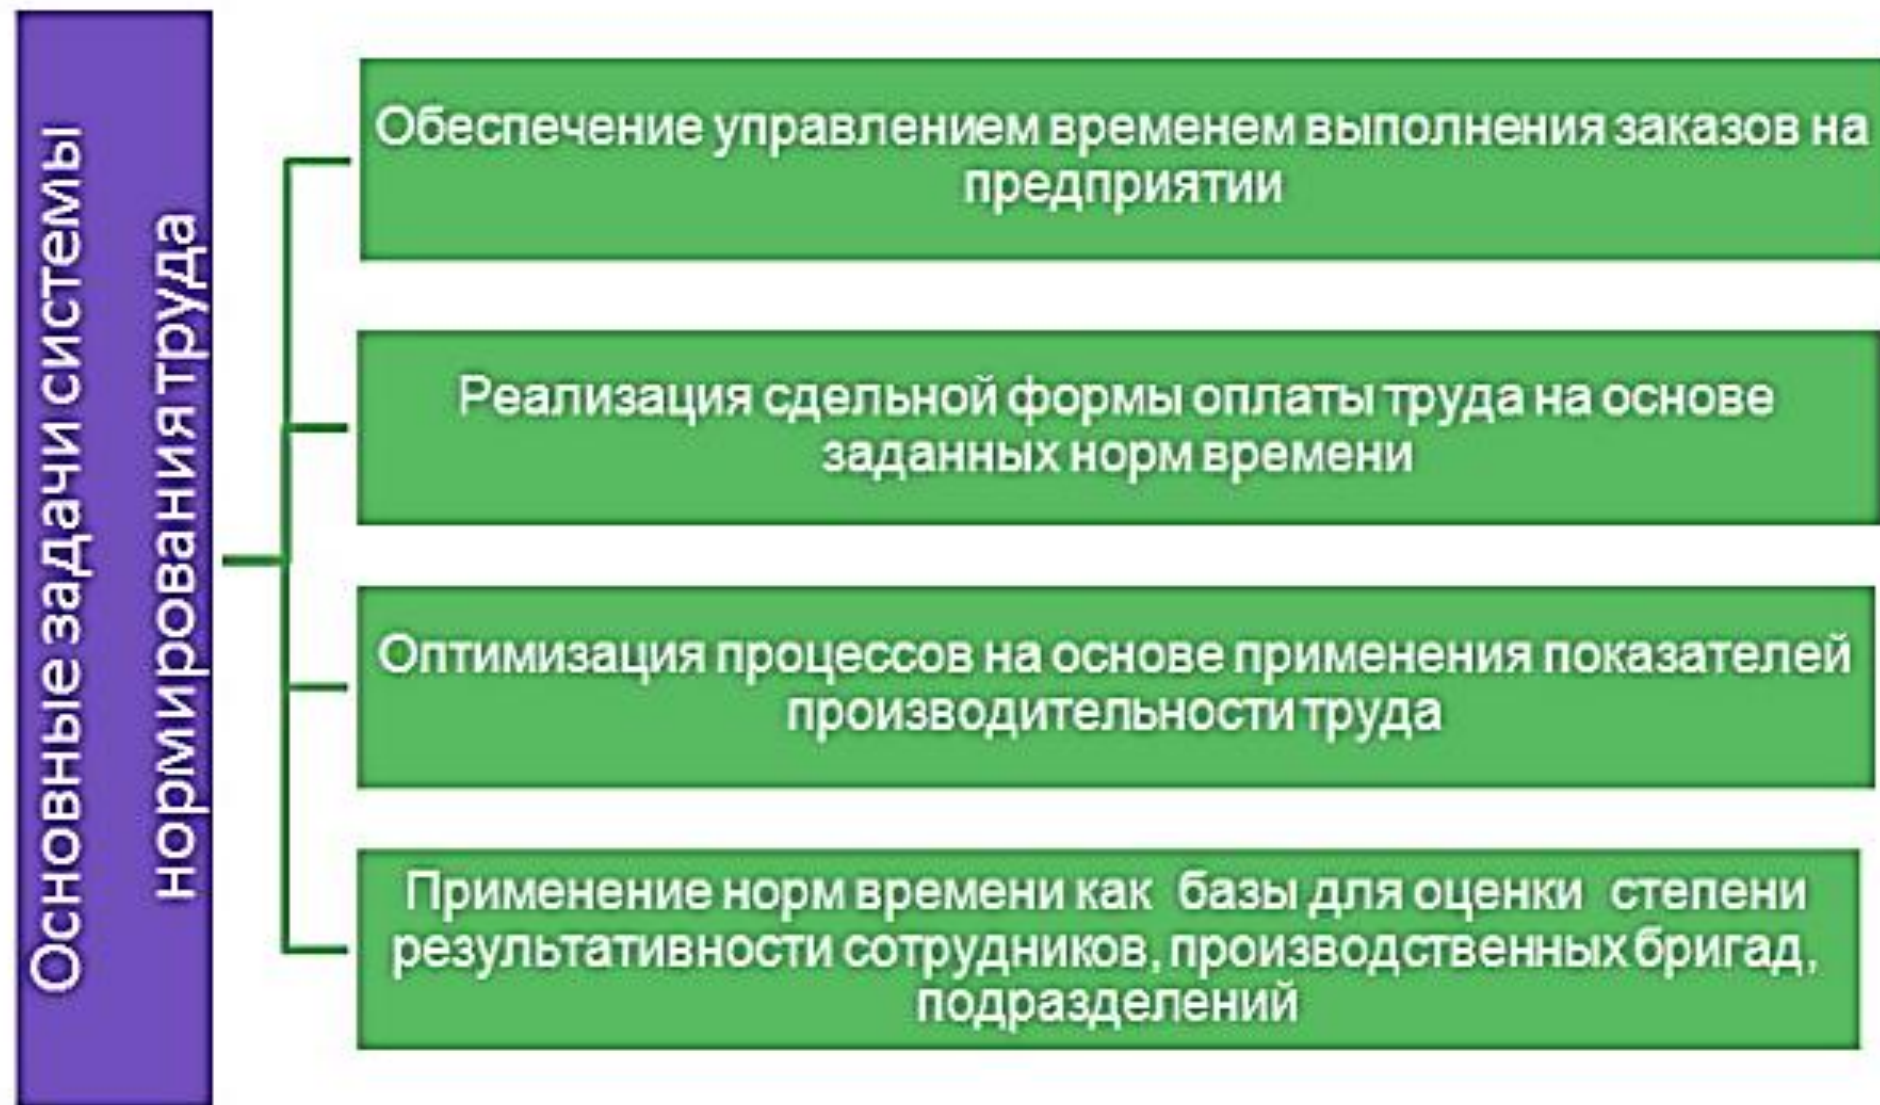 Основные задачи системы
нормирования труда
Обеспечение управлением временем выполнения заказов на
предприятии
Реализация сдельной формы оплаты труда на основе
заданных норм времени
Оптимизация процессов на основе применения показателей
производительности труда
Применение норм времени как базы для оценки степени
результативности сотрудников, производственных бригад,
подразделений